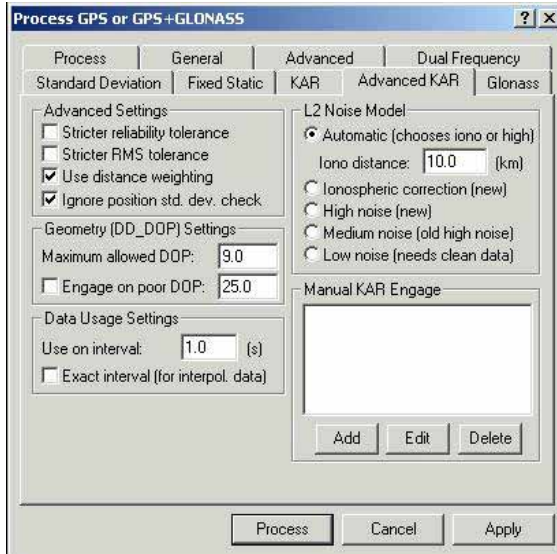 Process GPS or GPS+GLONASS
Process General Advanced Dual Frequency
Standard Deviation Fixed Static KAR Advanced KAR Glonass
Advanced Settings
Stricter reliability tolerance
Stricter RMS tolerance
Use distance weighting
Ignore position std. dev. check
Geometry (DD_DOP) Settings
Maximum allowed DOP: 9.0
Engage on poor DOP: 25.0
Data Usage Settings
Use on interval: 1.0 (s)
Exact interval (for interpol. data)
L2 Noise Model
Automatic (chooses iono or high)
Iono distance: 10.0 (km)
Ionospheric correction (new)
High noise (new)
Medium noise (old high noise)
Low noise (needs clean data)
Manual KAR Engage
Add Edit Delete
Process Cancel Apply